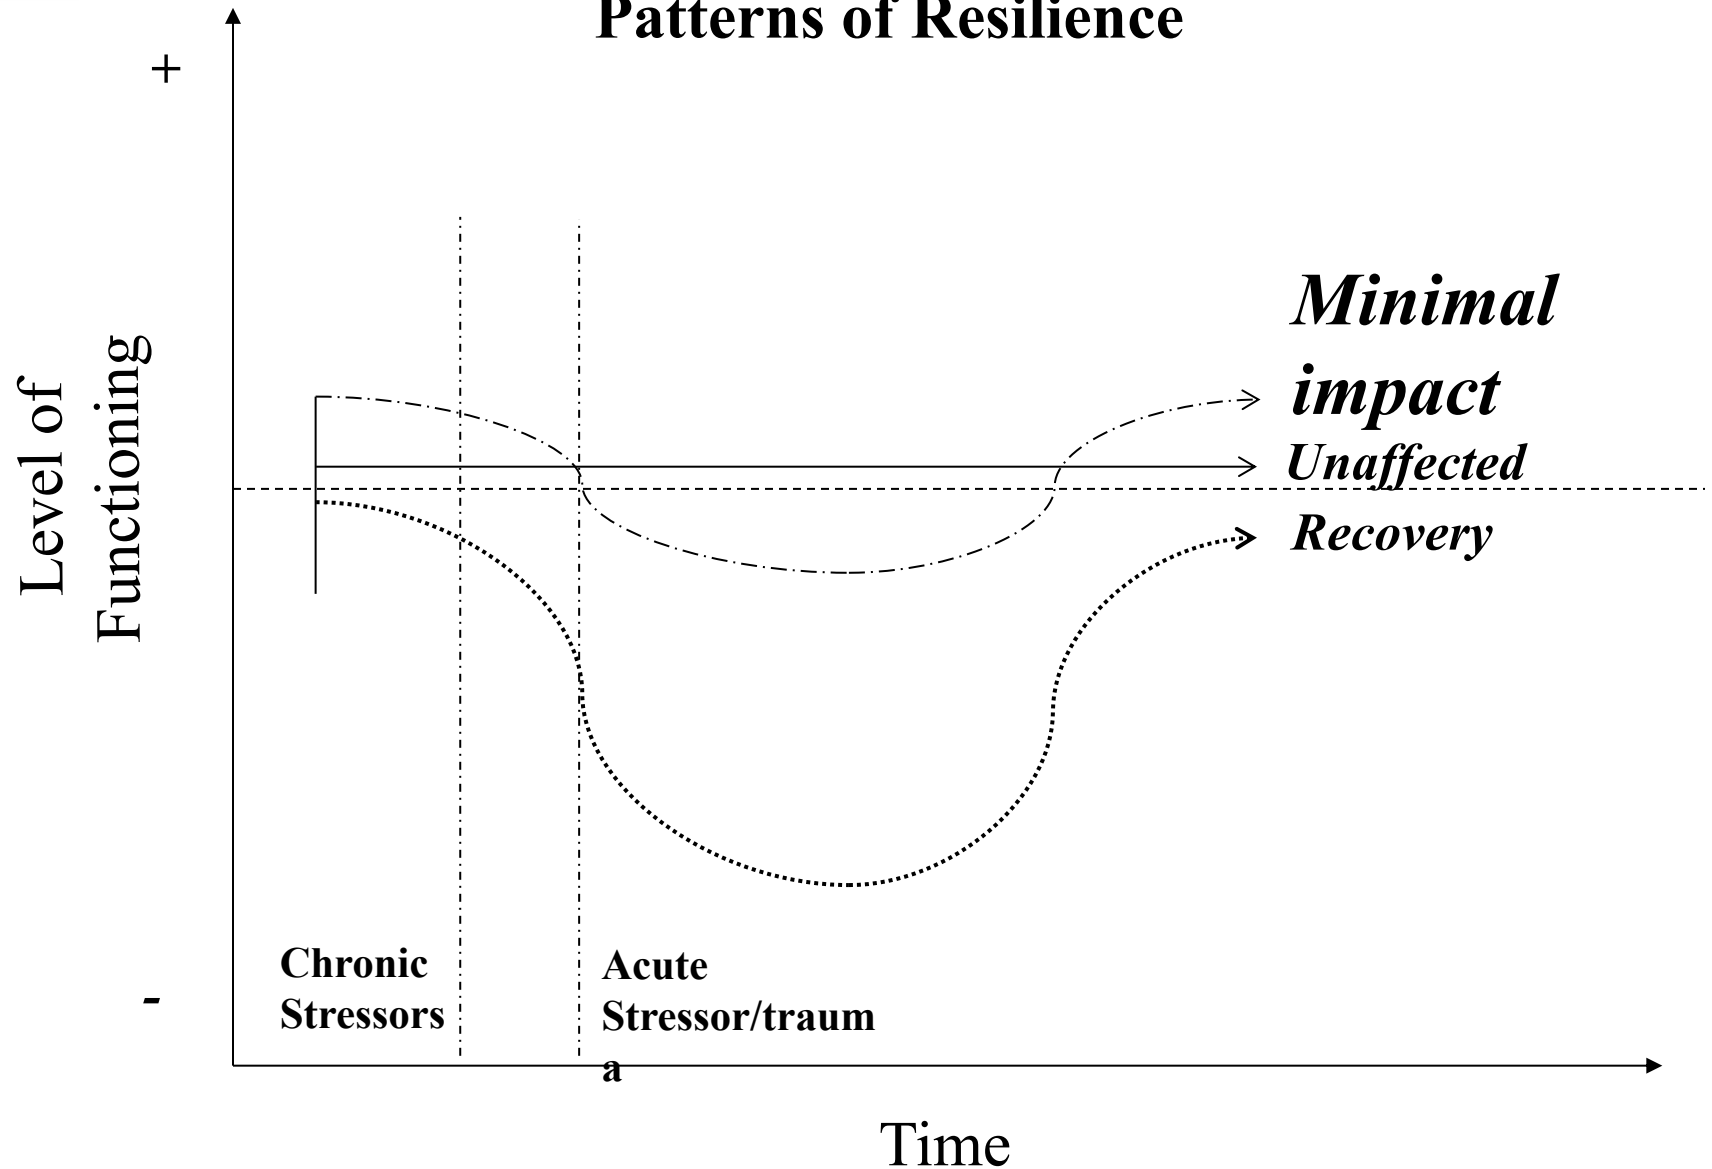 Patterns of Resilience
+
Level of
Functioning
Minimal
impact
Unaffected
Recovery
Chronic
Stressors
Acute
Stressor/traum
a
-
Time